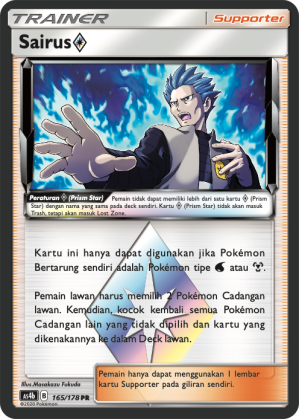 TRAINER Supporter
Sairus
Peraturan (Prism Star) Pemain tidak dapat memiliki lebih dari satu kartu (Prism
Star) dengan nama yang sama pada deck sendiri. Kartu (Prism Star) tidak akan masuk
Trash, tetapi akan masuk Lost Zone.
Kartu ini hanya dapat digunakan jika Pokémon
Bertarung sendiri adalah Pokémon tipe atau .
Pemain lawan harus memilih 2 Pokémon Cadangan
lawan. Kemudian, kocok kembali semua Pokémon
Cadangan lain yang tidak dipilih dan kartu yang
dikenakannya ke dalam Deck lawan.
Illus. Masakazu Fukuda
AS4b D 165/178 PR
©2020 Pokémon
Pemain hanya dapat menggunakan 1 lembar
kartu Supporter pada giliran sendiri.